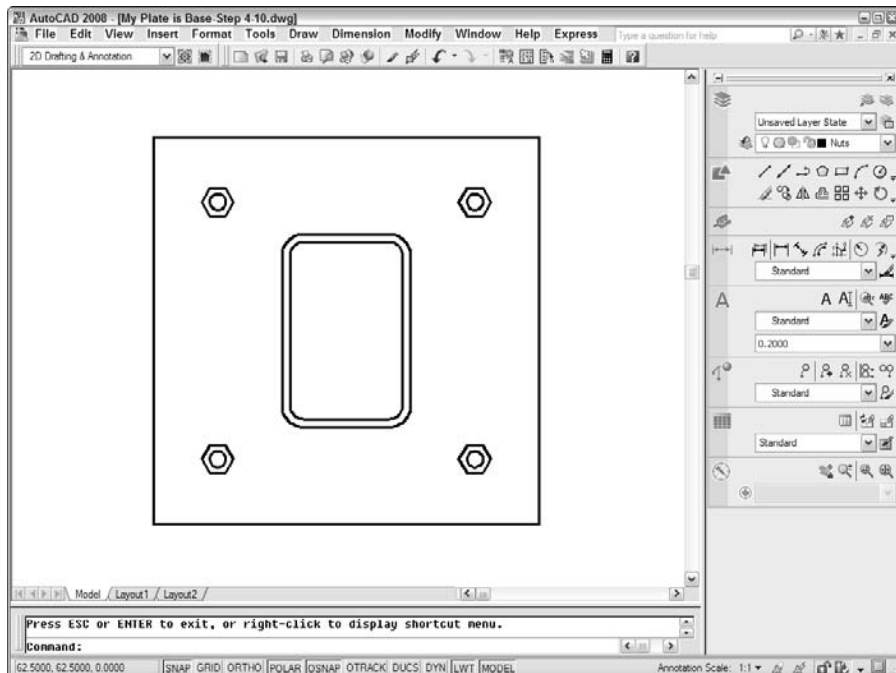 AutoCAD 2008 - [My Plate is Base-Step 4-10.dwg]
File Edit View Insert Format Tools Draw Dimension Modify Window Help Express Type a question for help
2D Drafting & Annotation
Unsaved Layer State
Nuts
Standard
A A A
Standard
0.2000
Standard
Standard
Model Layout1 Layout2
Press ESC or ENTER to exit, or right-click to display shortcut menu.
Command:
62.5000, 62.5000, 0.0000 SNAP GRID ORTHO POLAR OSNAP OTRACK DUCS DYN LWT MODEL Annotation Scale: 1:1